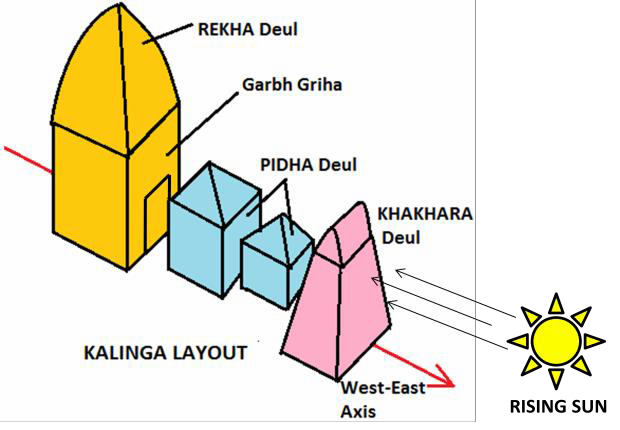 REKHA Deul
Garbh Griha
PIDHA Deul
KHAKHARA
Deul
KALINGA LAYOUT
West-East
Axis
RISING SUN